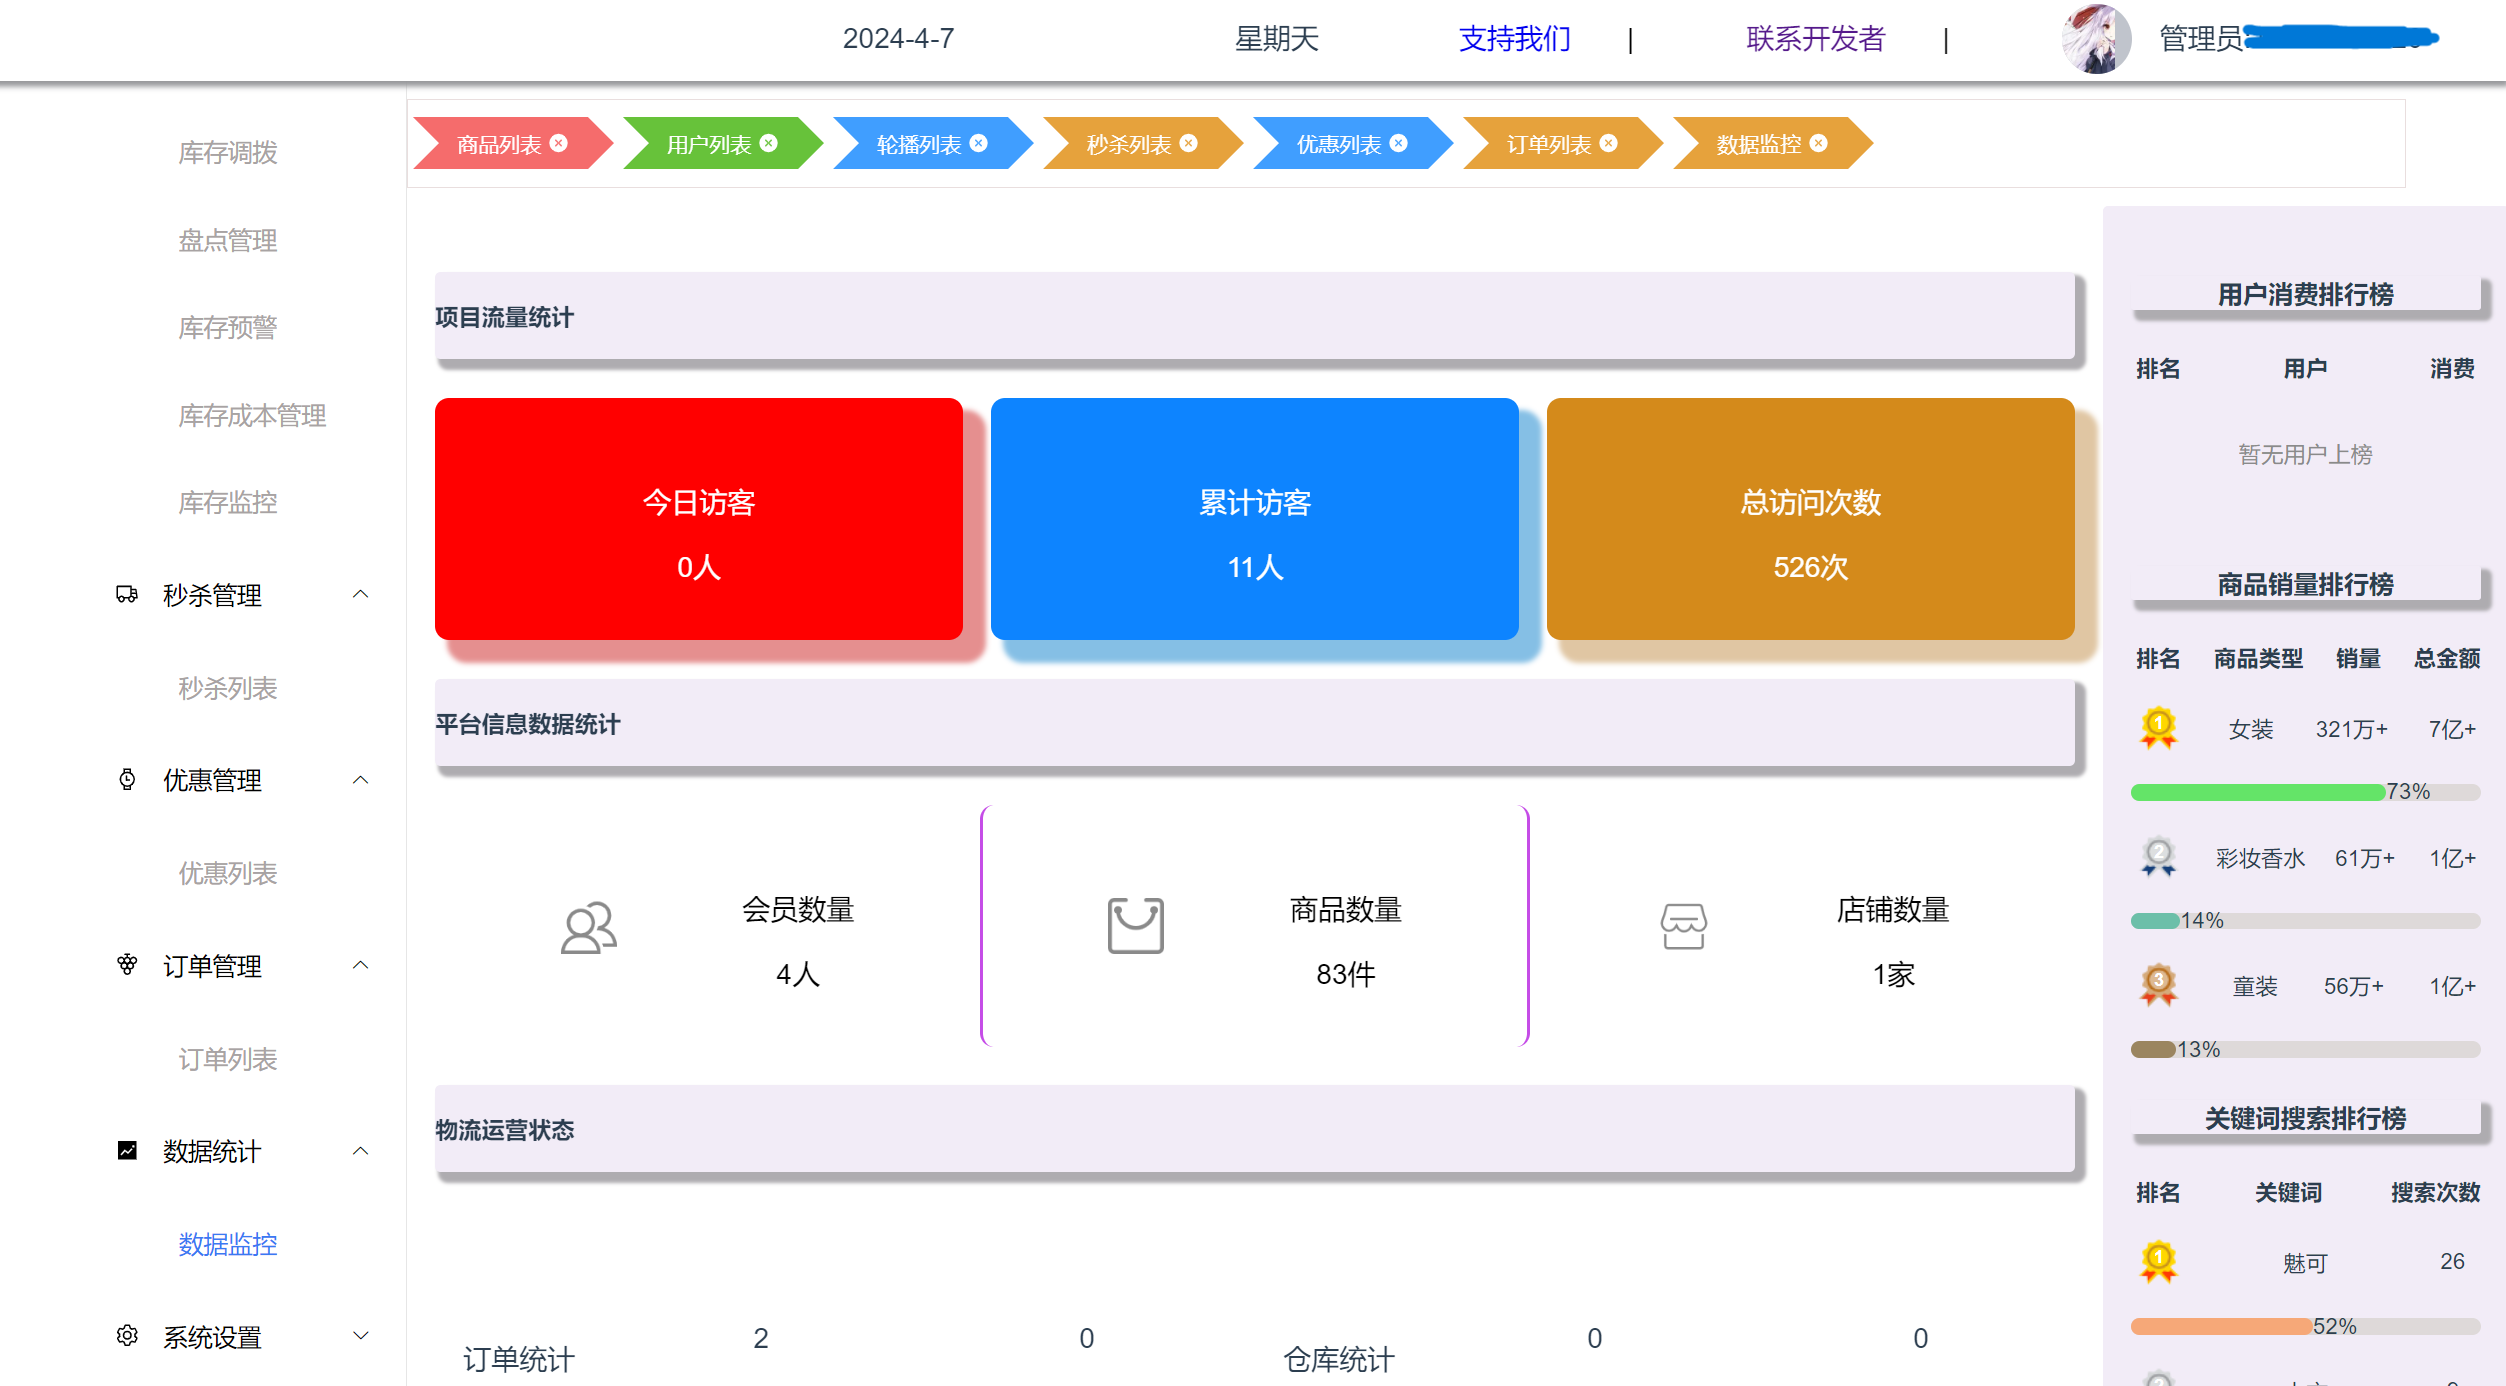 2024-4-7 星期天 支持我们 | 联系开发者 | 管理员
库存调拨
盘点管理
库存预警
库存成本管理
库存监控
秒杀管理
秒杀列表
优惠管理
优惠列表
订单管理
订单列表
数据统计
数据监控
系统设置
商品列表 用户列表 轮播列表 秒杀列表 优惠列表 订单列表 数据监控
项目流量统计
今日访客 累计访客 总访问次数
0人 11人 526次
平台信息数据统计
会员数量 商品数量 店铺数量
4人 83件 1家
物流运营状态
2 0 0 0
订单统计 仓库统计
用户消费排行榜
排名 用户 消费
暂无用户上榜
商品销量排行榜
排名 商品类型 销量 总金额
1 女装 321万+ 7亿+
73%
2 彩妆香水 61万+ 1亿+
14%
3 童装 56万+ 1亿+
13%
关键词搜索排行榜
排名 关键词 搜索次数
1 魅可 26
52%
2